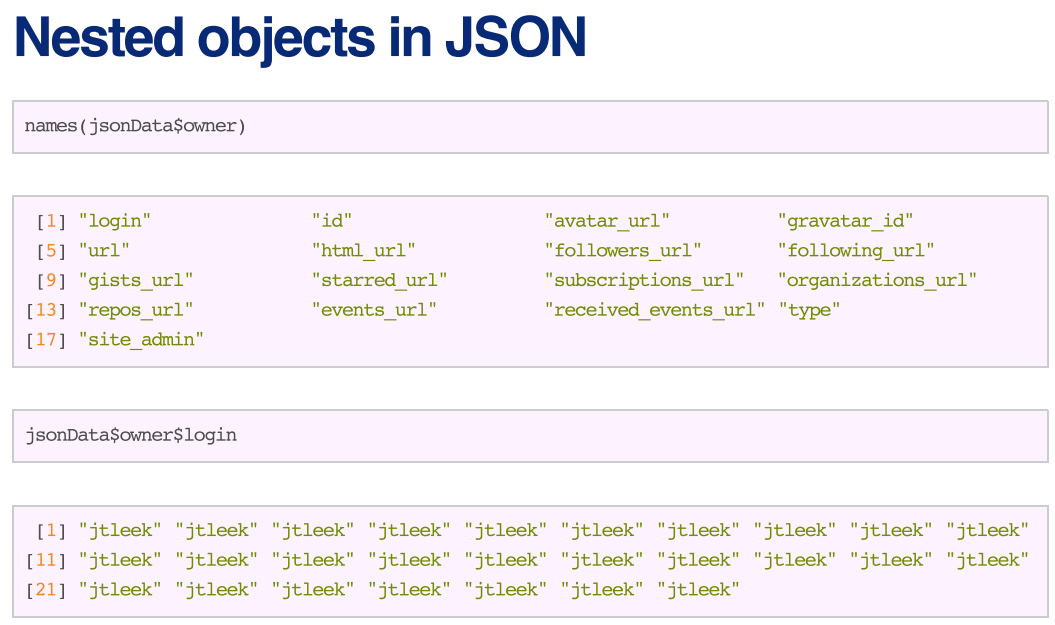 Nested objects in JSON
names(jsonData$owner)
[1] "login" "id" "avatar_url" "gravatar_id"
[5] "url" "html_url" "followers_url" "following_url"
[9] "gists_url" "starred_url" "subscriptions_url" "organizations_url"
[13] "repos_url" "events_url" "received_events_url" "type"
[17] "site_admin"
jsonData$owner$login
[1] "jtleek" "jtleek" "jtleek" "jtleek" "jtleek" "jtleek" "jtleek" "jtleek" "jtleek" "jtleek"
[11] "jtleek" "jtleek" "jtleek" "jtleek" "jtleek" "jtleek" "jtleek" "jtleek" "jtleek" "jtleek"
[21] "jtleek" "jtleek" "jtleek" "jtleek" "jtleek" "jtleek" "jtleek"